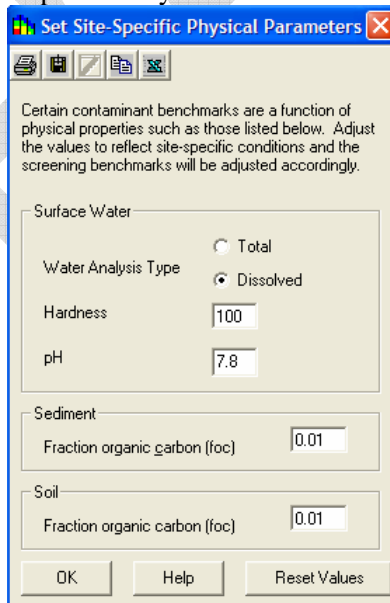 Set Site-Specific Physical Parameters
Certain contaminant benchmarks are a function of
physical properties such as those listed below. Adjust
the values to reflect site-specific conditions and the
screening benchmarks will be adjusted accordingly.
Surface Water
Water Analysis Type
Total
Dissolved
Hardness
100
pH
7.8
Sediment
Fraction organic carbon (foc)
0.01
Soil
Fraction organic carbon (foc)
0.01
OK
Help
Reset Values